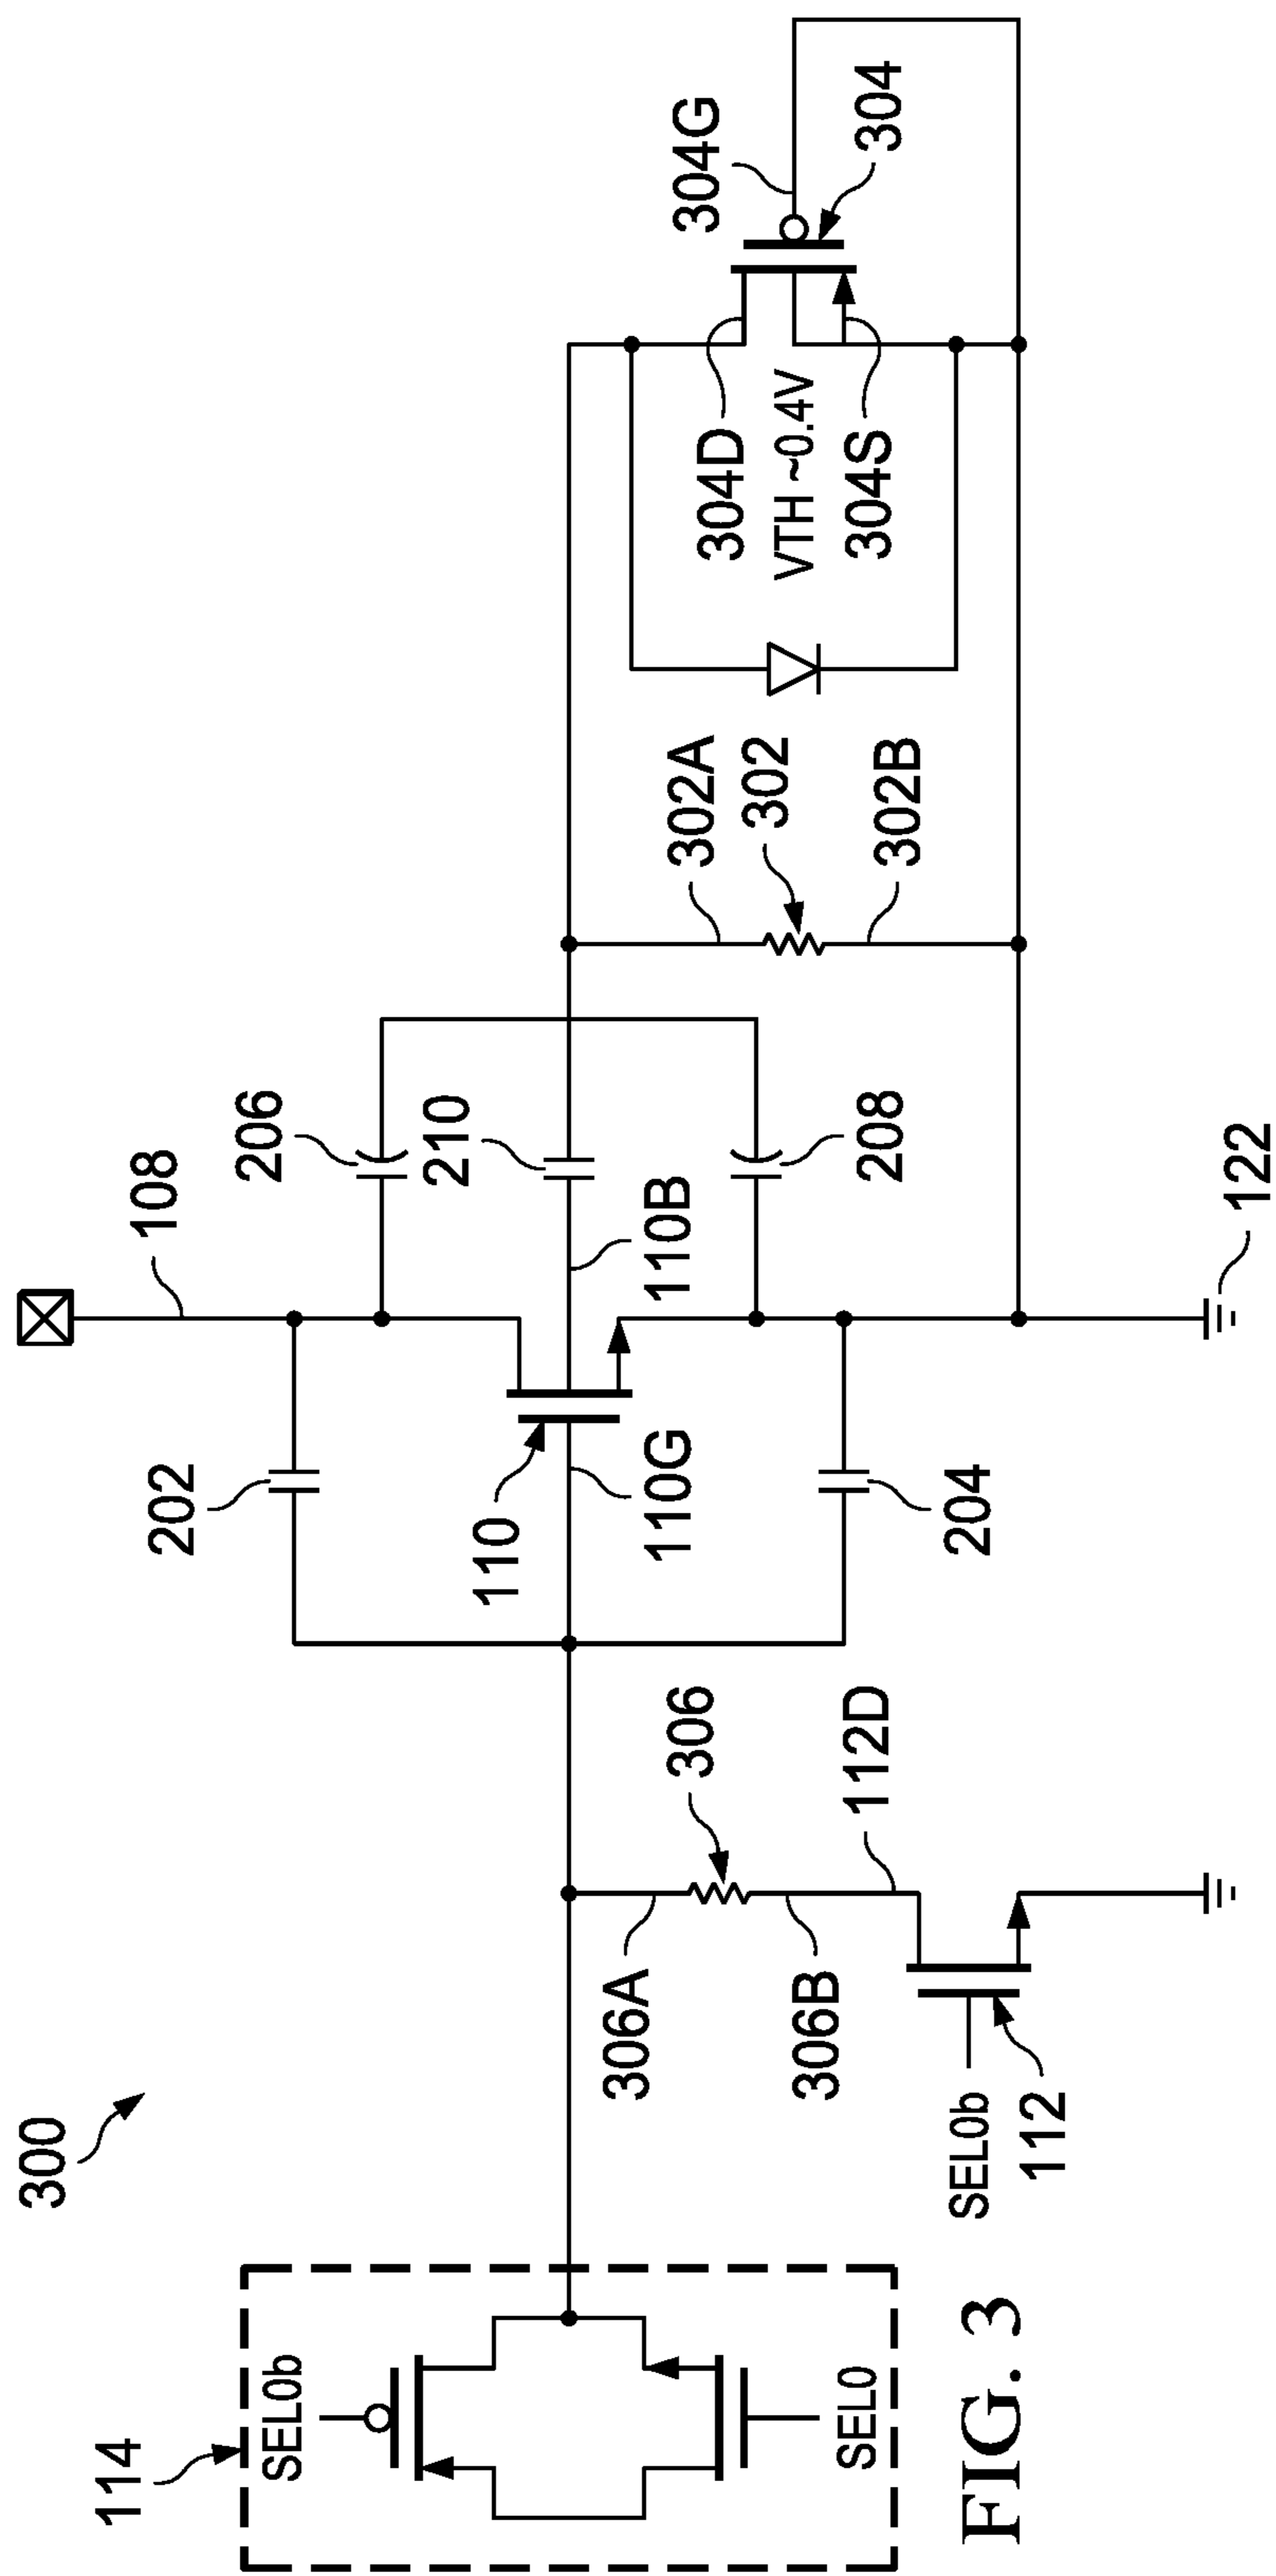 300
114
SEL0b
SEL0
306A
306
306B
112D
SEL0b
112
202
108
206
210
110
110G
110B
204
208
122
302A
302
302B
304D
VTH ~0.4V
304S
304G
304
FIG. 3